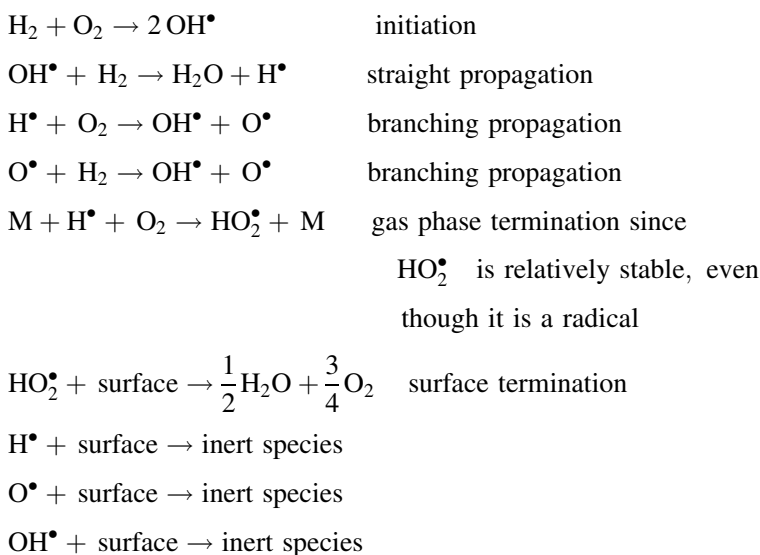 H₂ + O₂ → 2 OH• initiation
OH• + H₂ → H₂O + H• straight propagation
H• + O₂ → OH• + O• branching propagation
O• + H₂ → OH• + O• branching propagation
M + H• + O₂ → HO₂• + M gas phase termination since
HO₂• is relatively stable, even
though it is a radical
HO₂• + surface → 1/2 H₂O + 3/4 O₂ surface termination
H• + surface → inert species
O• + surface → inert species
OH• + surface → inert species